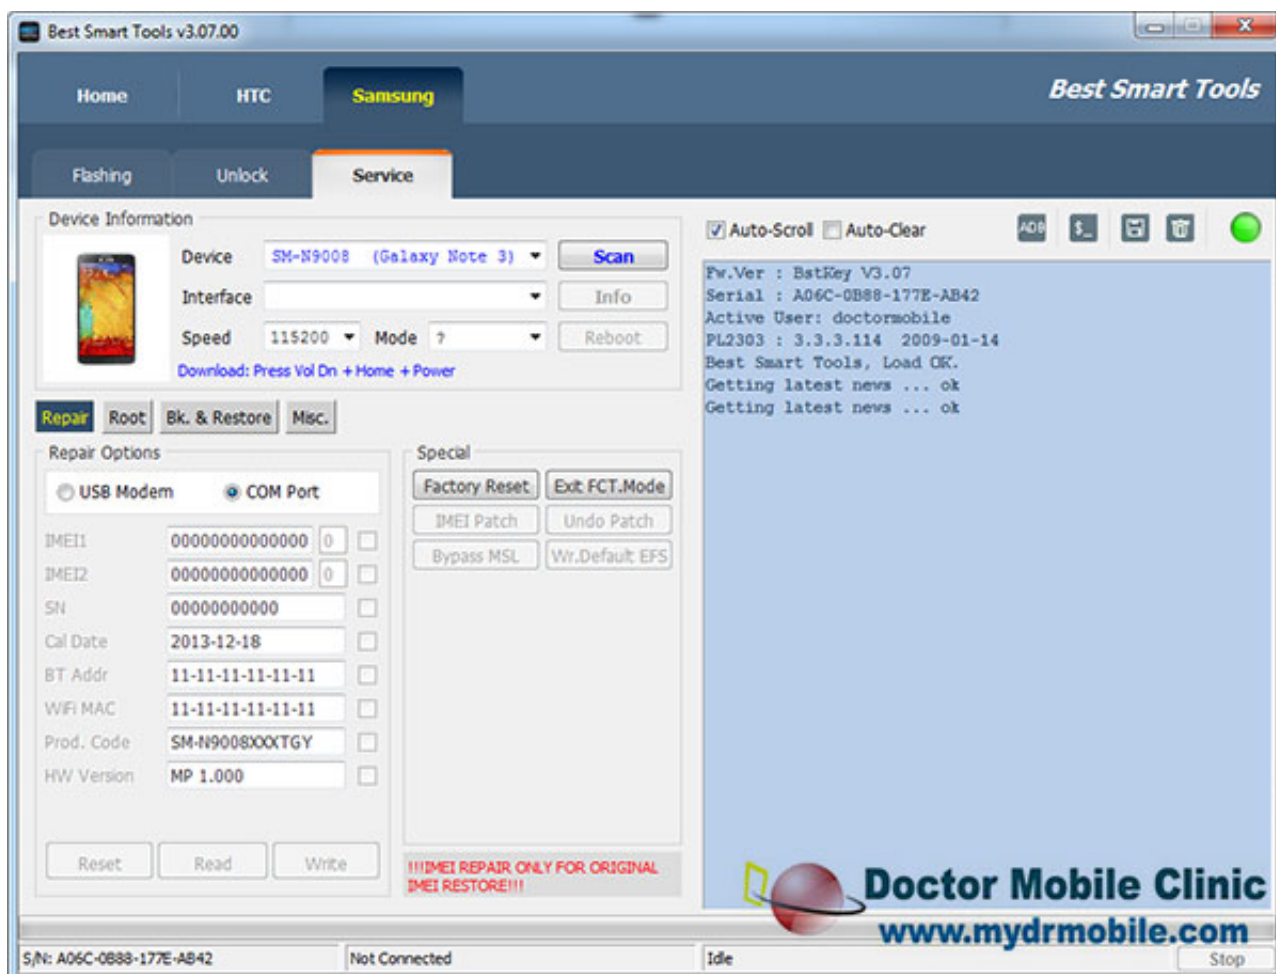 Best Smart Tools v3.07.00
Home HTC Samsung Best Smart Tools
Flashing Unlock Service
Device Information
Auto-Scroll Auto-Clear ADB $_
Device SM-N9008 (Galaxy Note 3) Scan
Interface Info
Speed 115200 Mode ? Reboot
Download: Press Vol Dn + Home + Power
Fw.Ver : BstKey V3.07
Serial : A06C-0B88-177E-AB42
Active User: doctormobile
PL2303 : 3.3.3.114 2009-01-14
Best Smart Tools, Load OK.
Getting latest news ... ok
Getting latest news ... ok
Repair Root Bk. & Restore Misc.
Repair Options
USB Modem COM Port
IMEI1 00000000000000 0
IMEI2 00000000000000 0
SN 00000000000
Cal Date 2013-12-18
BT Addr 11-11-11-11-11-11
WiFi MAC 11-11-11-11-11-11
Prod. Code SM-N9008XXXTGY
HW Version MP 1.000
Reset Read Write
Special
Factory Reset Exit FCT.Mode
IMEI Patch Undo Patch
Bypass MSL Wr.Default EFS
!!!IMEI REPAIR ONLY FOR ORIGINAL
IMEI RESTORE!!!
Doctor Mobile Clinic
www.mydrmobile.com
S/N: A06C-0B88-177E-AB42 Not Connected Idle Stop